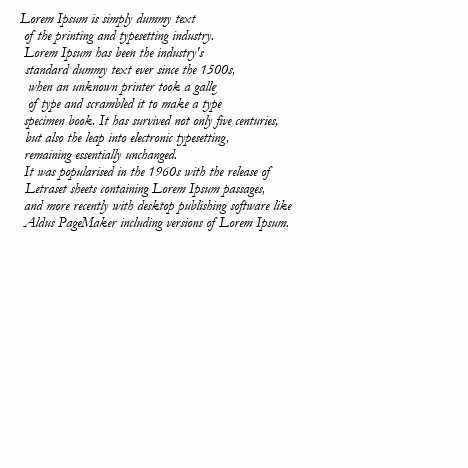 Lorem Ipsum is simply dummy text
of the printing and typesetting industry.
Lorem Ipsum has been the industry's
standard dummy text ever since the 1500s,
when an unknown printer took a galle
of type and scrambled it to make a type
specimen book. It has survived not only five centuries,
but also the leap into electronic typesetting,
remaining essentially unchanged.
It was popularised in the 1960s with the release of
Letraset sheets containing Lorem Ipsum passages,
and more recently with desktop publishing software like
Aldus PageMaker including versions of Lorem Ipsum.